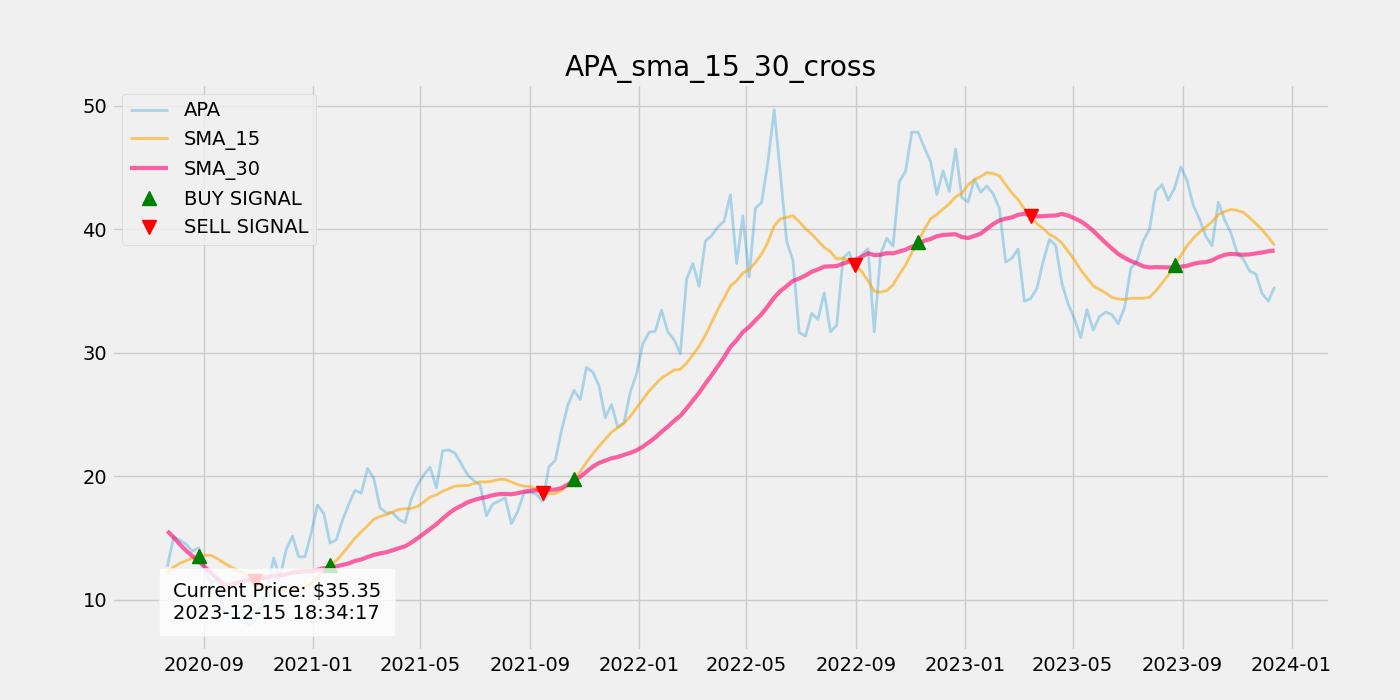 APA_sma_15_30_cross
50
40
30
20
10
APA
SMA_15
SMA_30
BUY SIGNAL
SELL SIGNAL
Current Price: $35.35
2023-12-15 18:34:17
2020-09 2021-01 2021-05 2021-09 2022-01 2022-05 2022-09 2023-01 2023-05 2023-09 2024-01